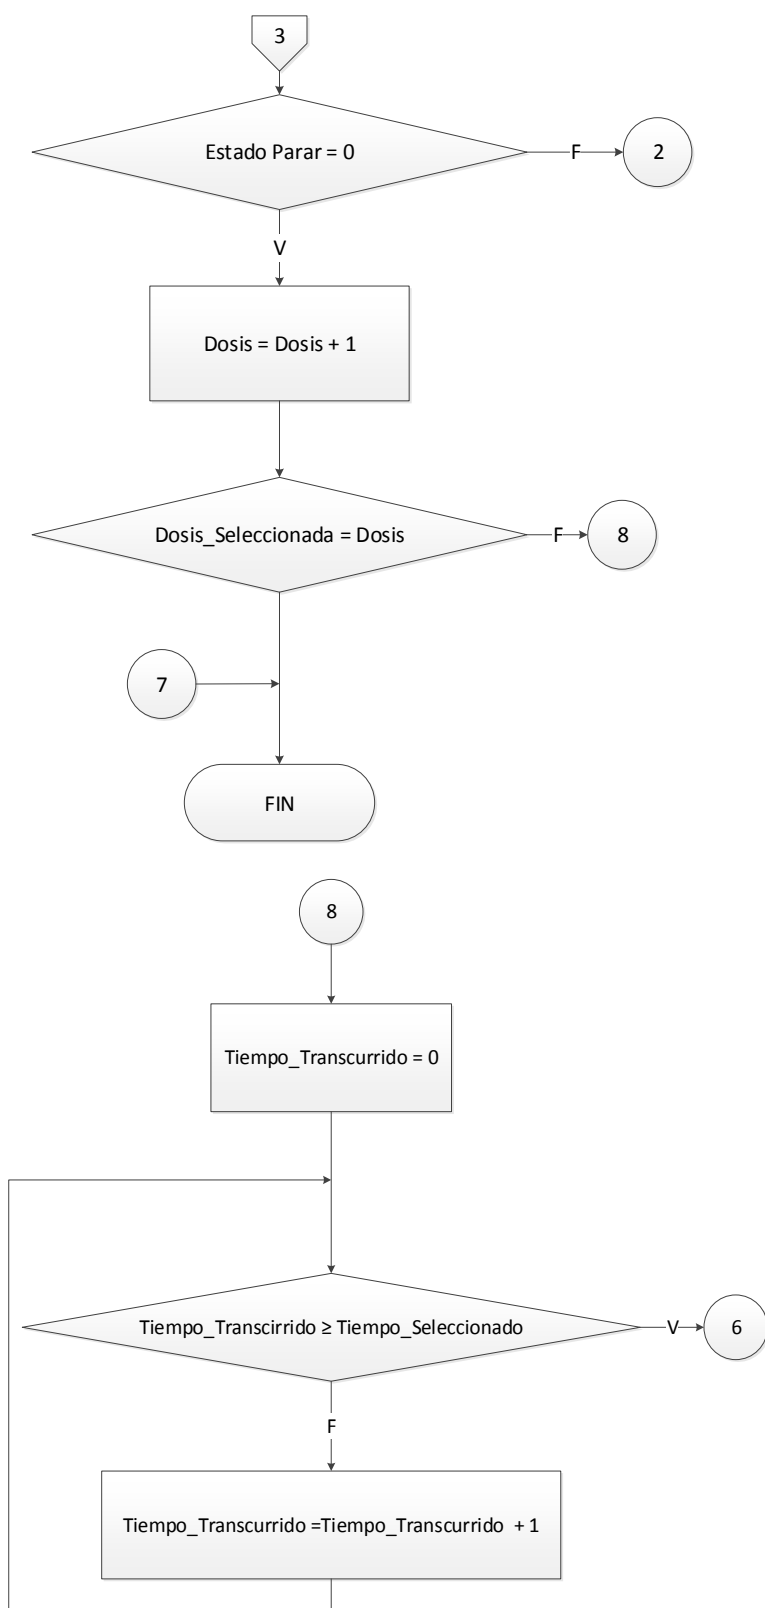 3
Estado Parar = 0
F
2
V
Dosis = Dosis + 1
Dosis_Seleccionada = Dosis
F
8
7
FIN
8
Tiempo_Transcurrido = 0
Tiempo_Transcirrido ≥ Tiempo_Seleccionado
V
6
F
Tiempo_Transcurrido =Tiempo_Transcurrido + 1